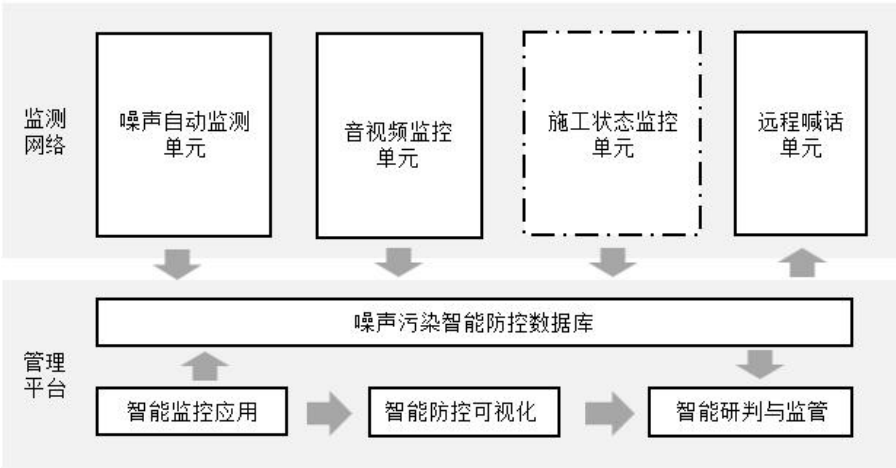 监测
网络
噪声自动监测
单元
音视频监控
单元
施工状态监控
单元
远程喊话
单元
管理
平台
噪声污染智能防控数据库
智能监控应用
智能防控可视化
智能研判与监管